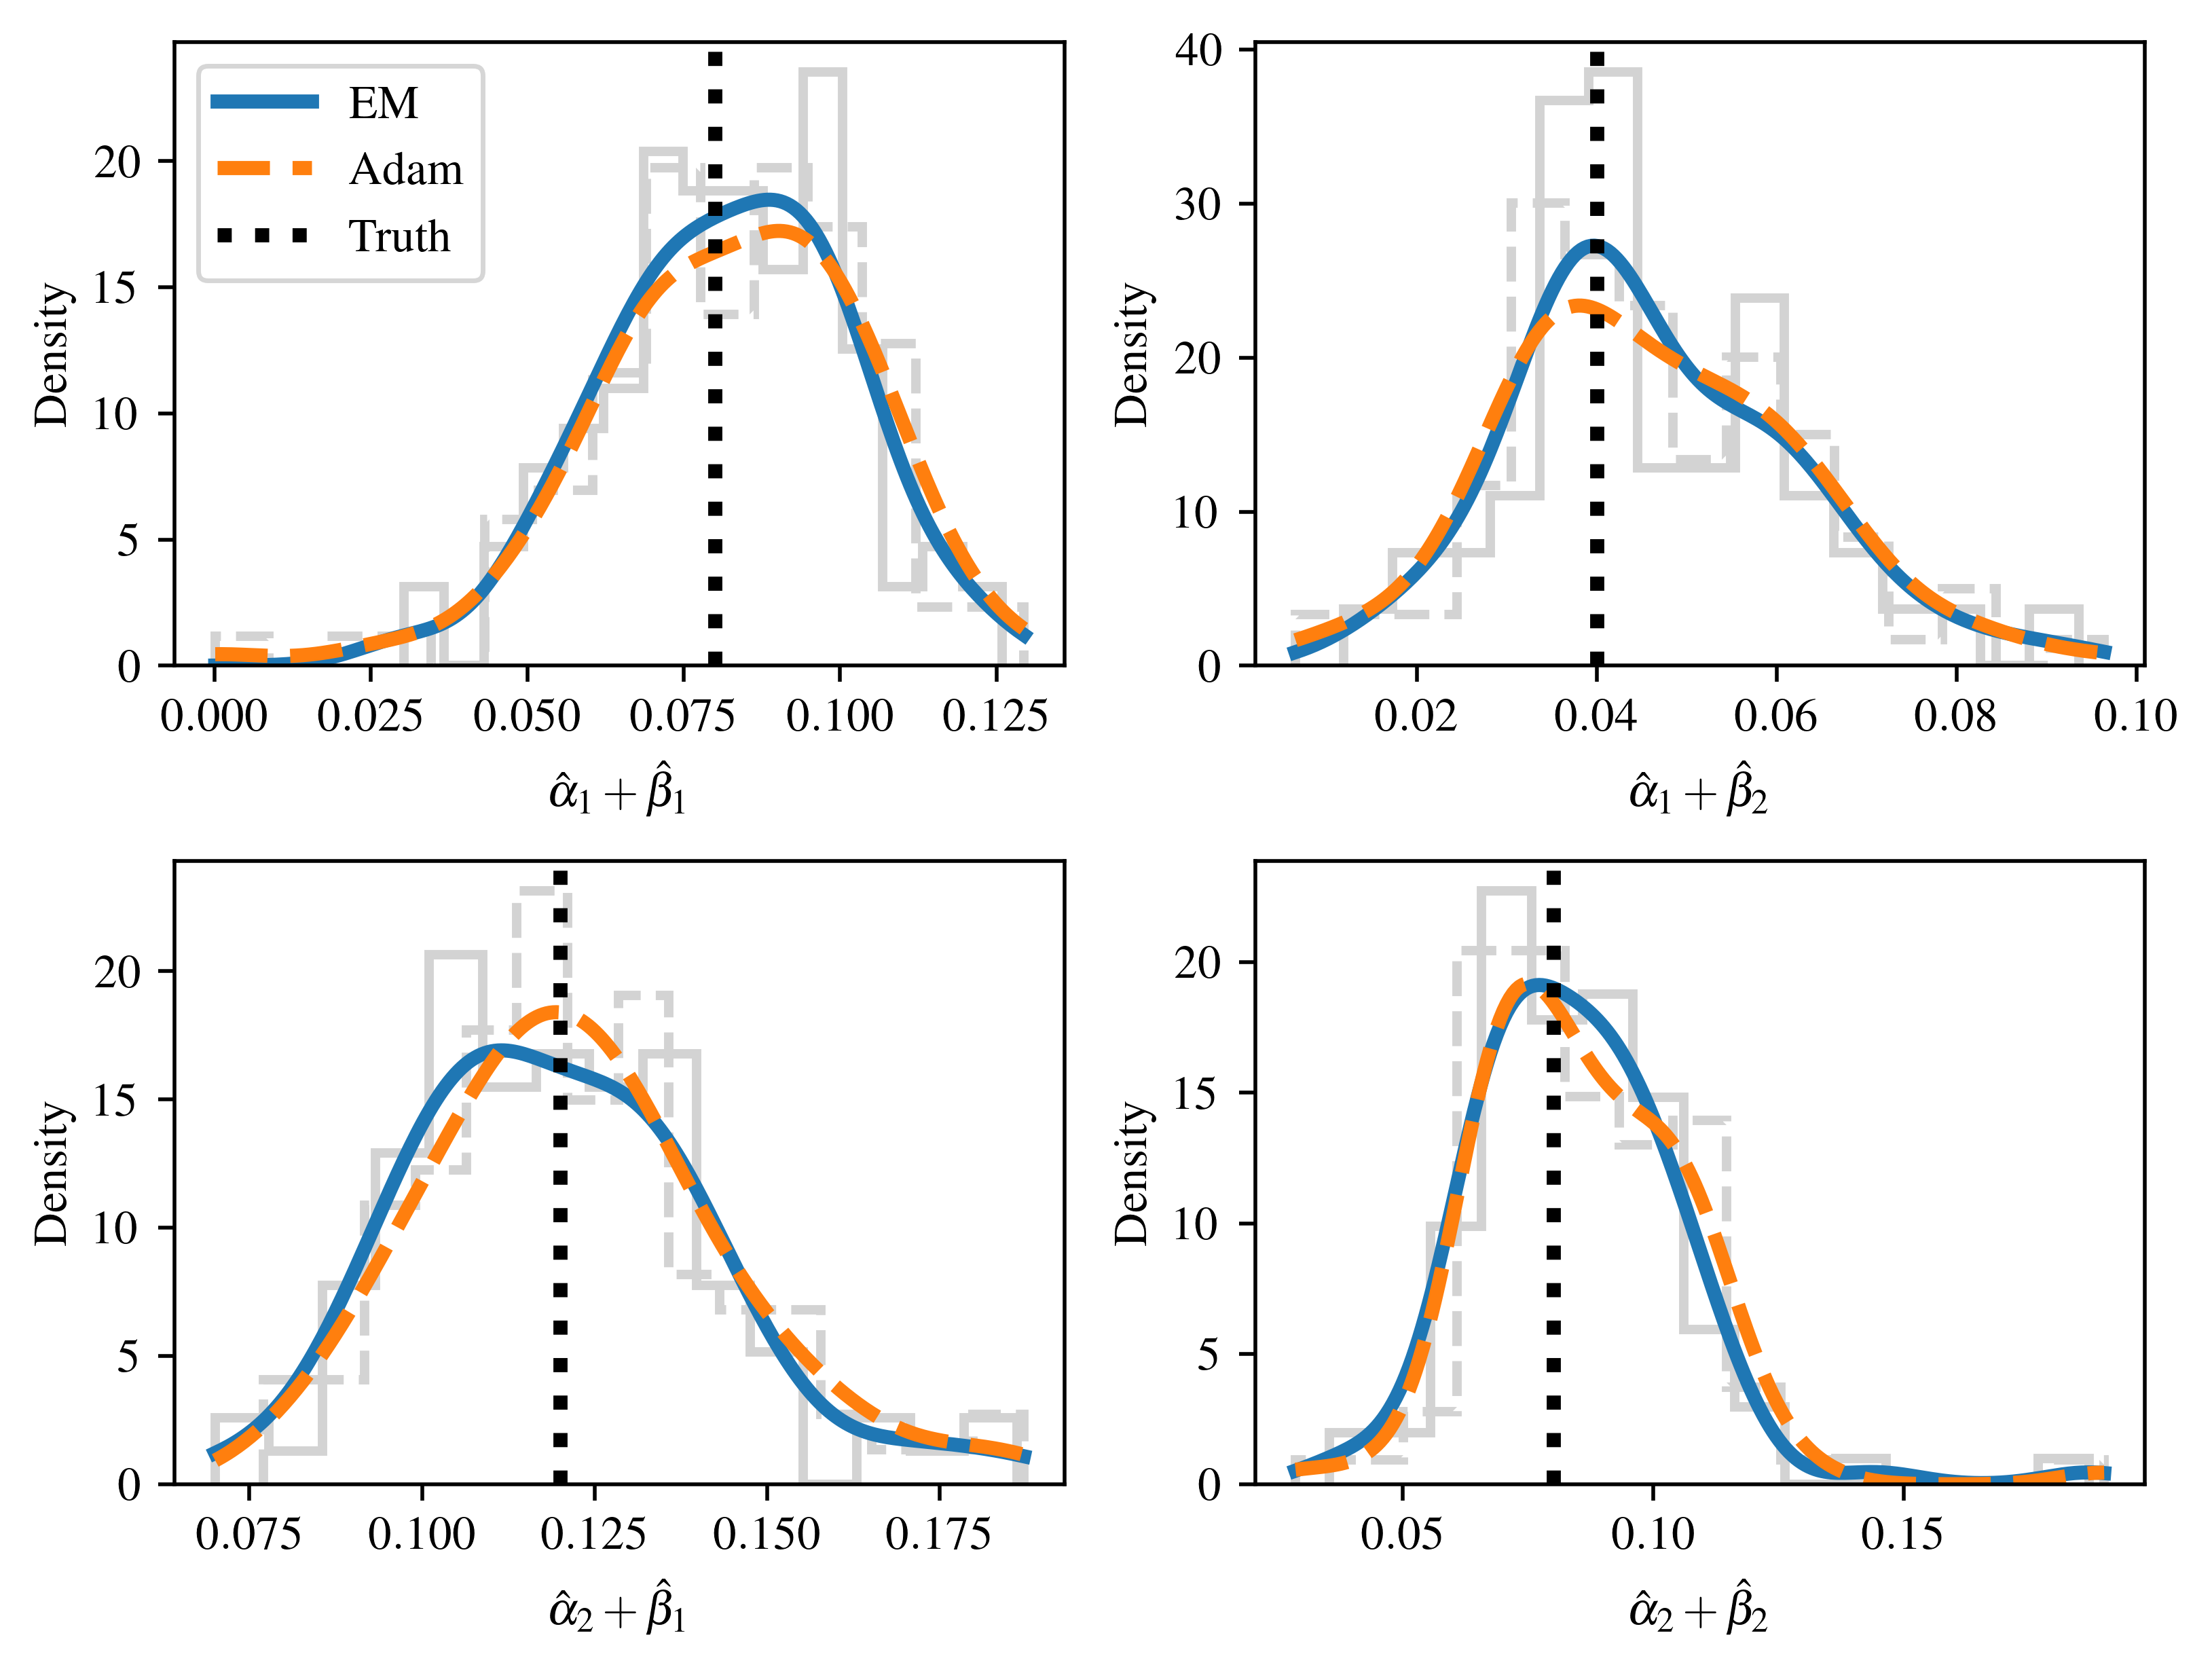 EM
Adam
Truth
Density
0
5
10
15
20
0.000 0.025 0.050 0.075 0.100 0.125
α̂₁ + β̂₁
Density
0
10
20
30
40
0.02 0.04 0.06 0.08 0.10
α̂₁ + β̂₂
Density
0
5
10
15
20
0.075 0.100 0.125 0.150 0.175
α̂₂ + β̂₁
Density
0
5
10
15
20
0.05 0.10 0.15
α̂₂ + β̂₂